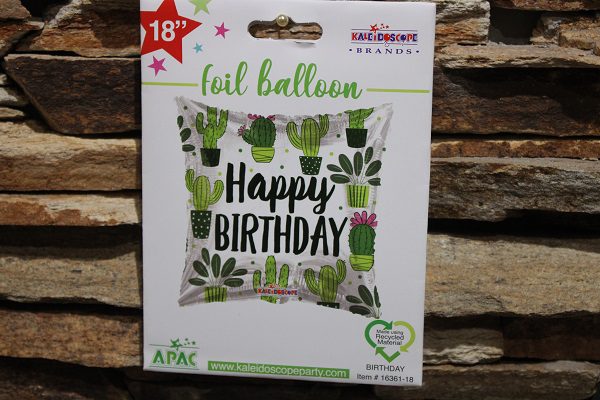 18”
KALEIDOSCOPE
BRANDS
foil balloon
Happy
BIRTHDAY
KALEIDOSCOPE
Made using
Recycled
Material
APAC
www.kaleidoscopeparty.com
BIRTHDAY
Item # 16361-18